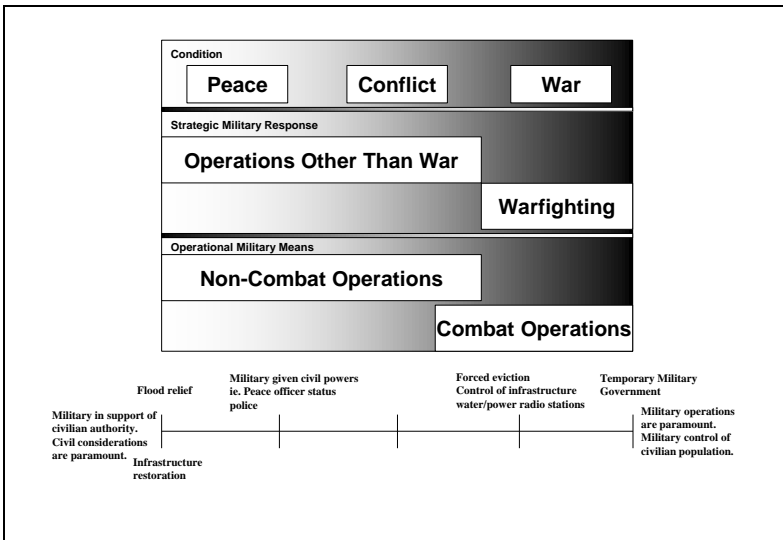 Condition
Peace
Conflict
War
Strategic Military Response
Operations Other Than War
Warfighting
Operational Military Means
Non-Combat Operations
Combat Operations
Flood relief
Military given civil powers
ie. Peace officer status
police
Forced eviction
Control of infrastructure
water/power radio stations
Temporary Military
Government
Military in support of
civilian authority.
Civil considerations
are paramount.
Military operations
are paramount.
Military control of
civilian population.
Infrastructure
restoration